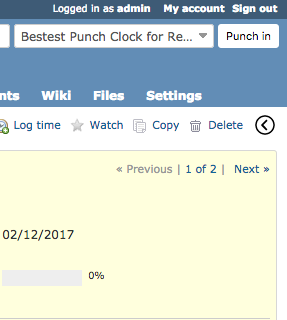 Logged in as admin My account Sign out
Bestest Punch Clock for Re... Punch in
Wiki Files Settings
Log time Watch Copy Delete
« Previous | 1 of 2 | Next »
02/12/2017
0%